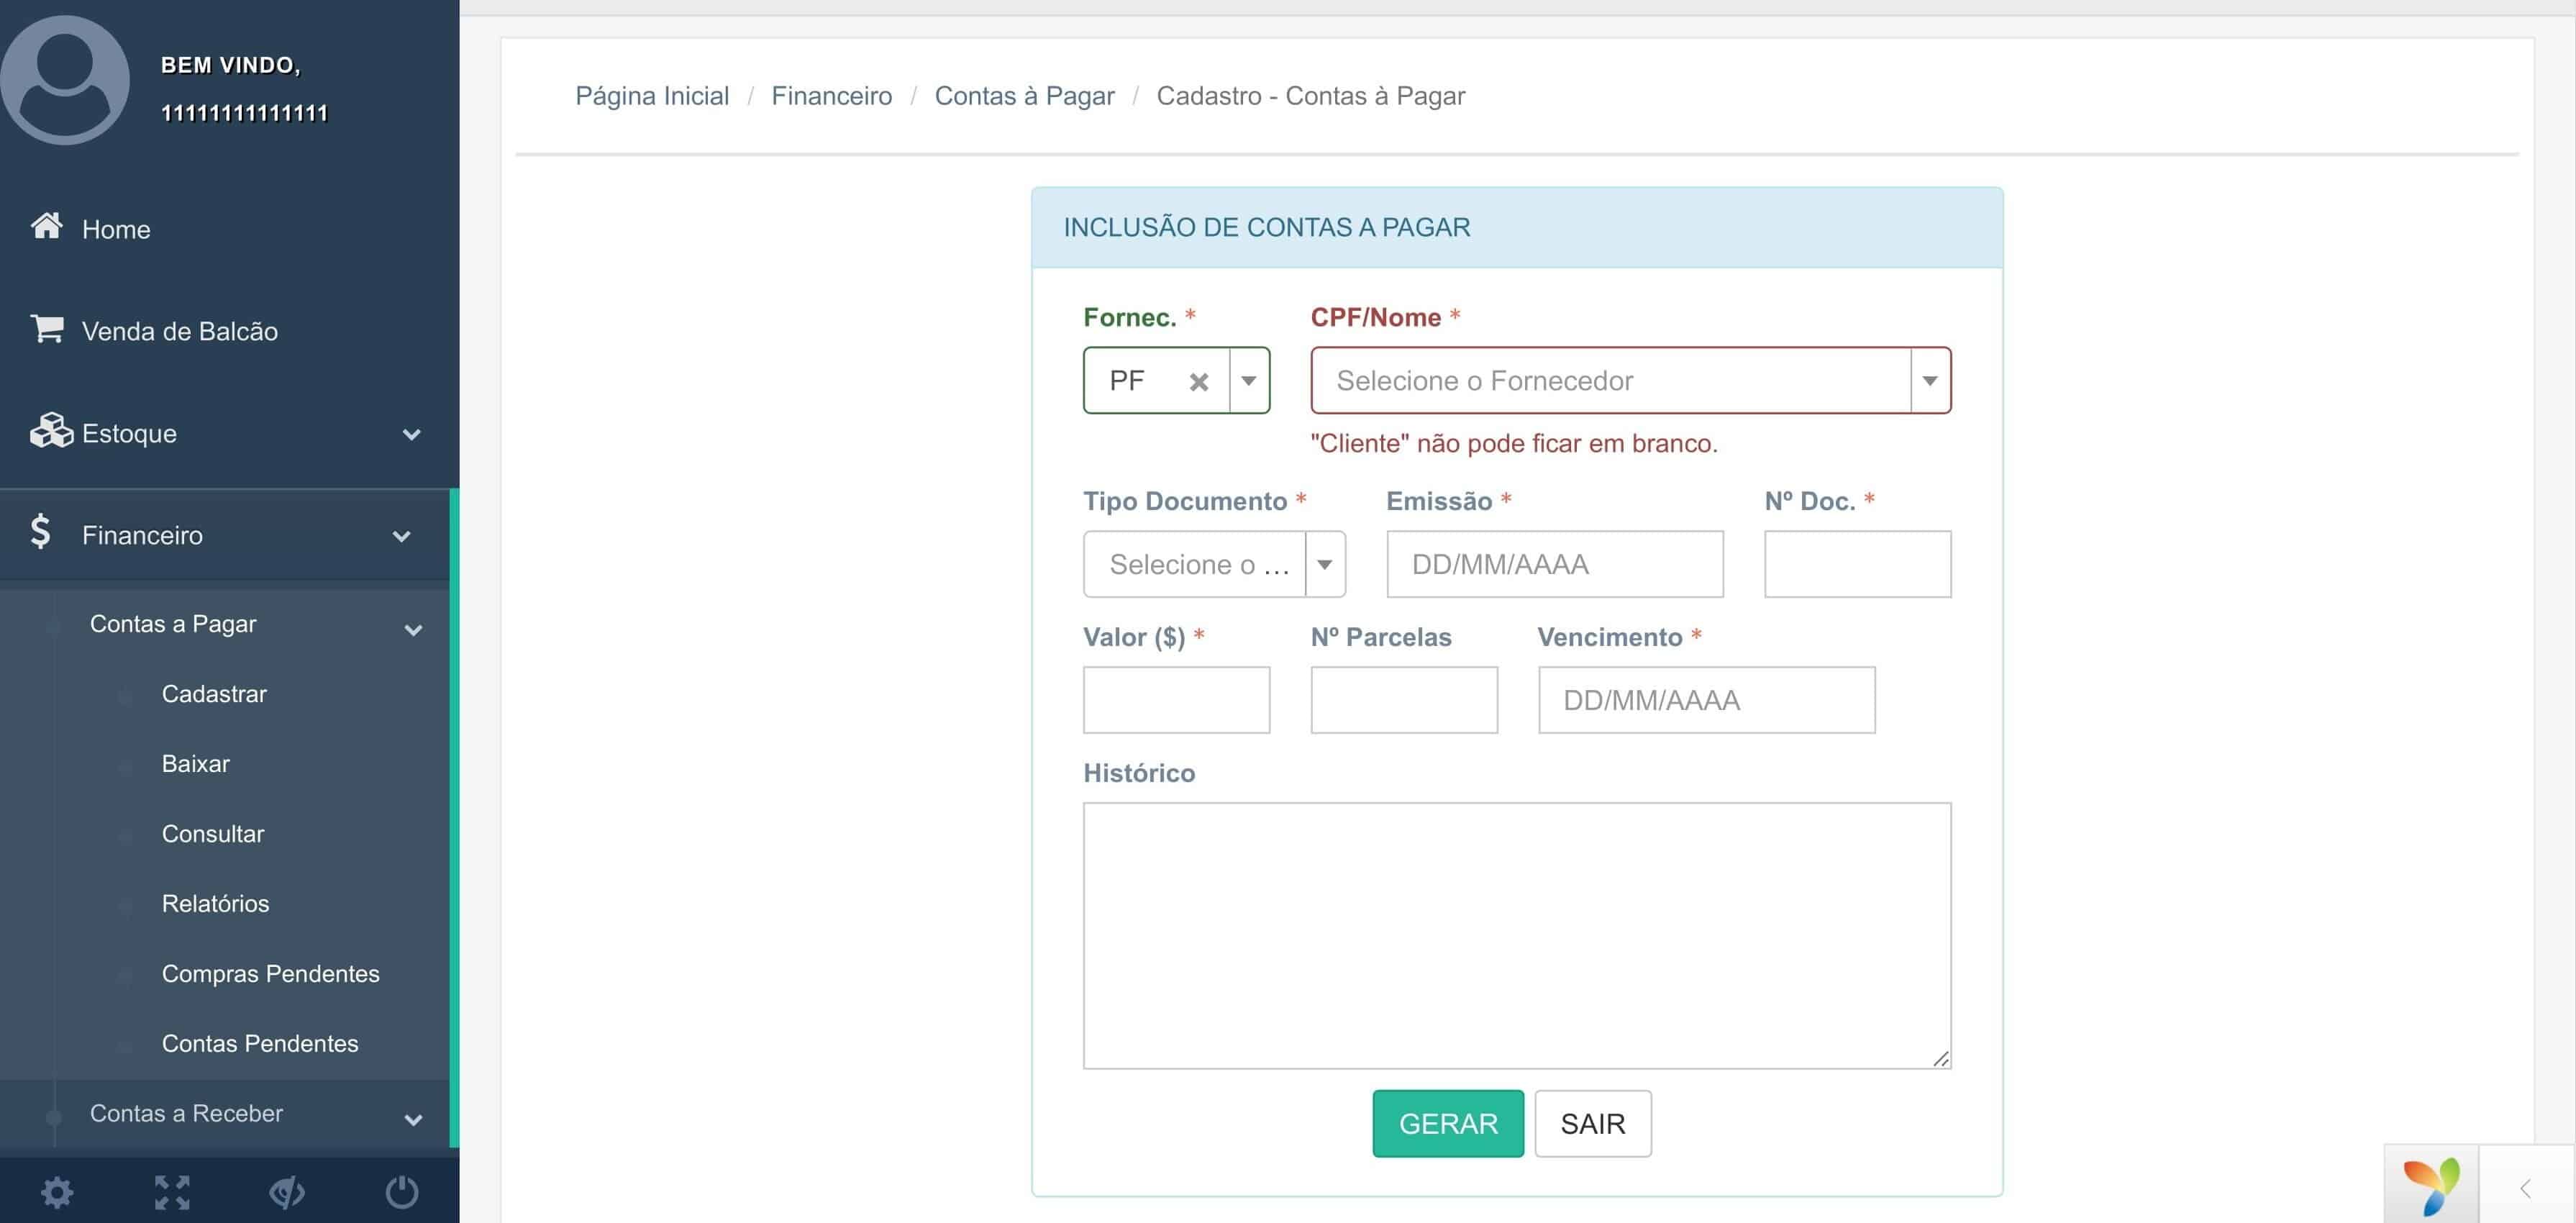 BEM VINDO,
11111111111111
Home
Venda de Balcão
Estoque
Financeiro
Contas a Pagar
Cadastrar
Baixar
Consultar
Relatórios
Compras Pendentes
Contas Pendentes
Contas a Receber
Página Inicial / Financeiro / Contas à Pagar / Cadastro - Contas à Pagar
INCLUSÃO DE CONTAS A PAGAR
Fornec. * CPF/Nome *
PF Selecione o Fornecedor
"Cliente" não pode ficar em branco.
Tipo Documento * Emissão * Nº Doc. *
Selecione o ... DD/MM/AAAA
Valor ($) * Nº Parcelas Vencimento *
DD/MM/AAAA
Histórico
GERAR SAIR